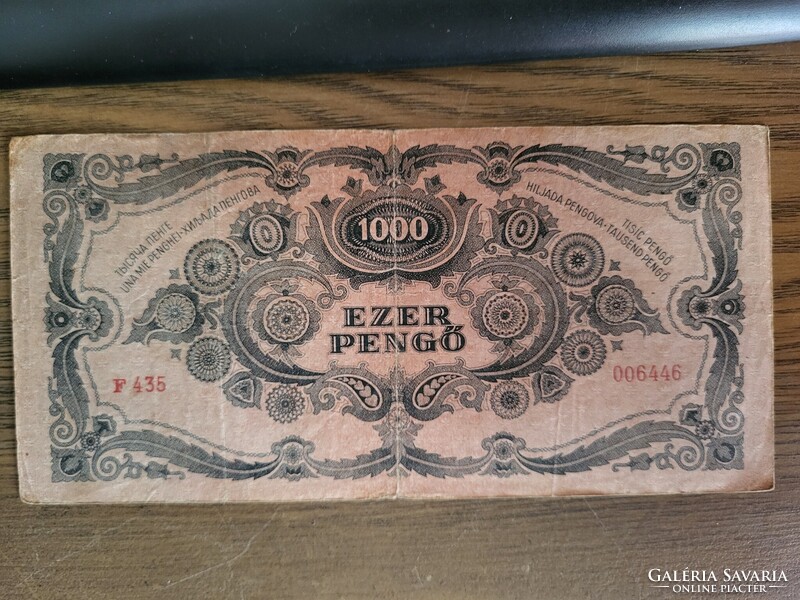 ТЫСЯЧА ПЕНГЕ
UNA MIE PENGHEI-ХИЛАДА ПЕНГОВА
1000
TISÍC PENGŐ
HILJADA PENGOVA-TAUSEND PENGŐ
EZER
PENGŐ
F 435
006446
GALÉRIA SAVARIA
ONLINE PIACTÉR